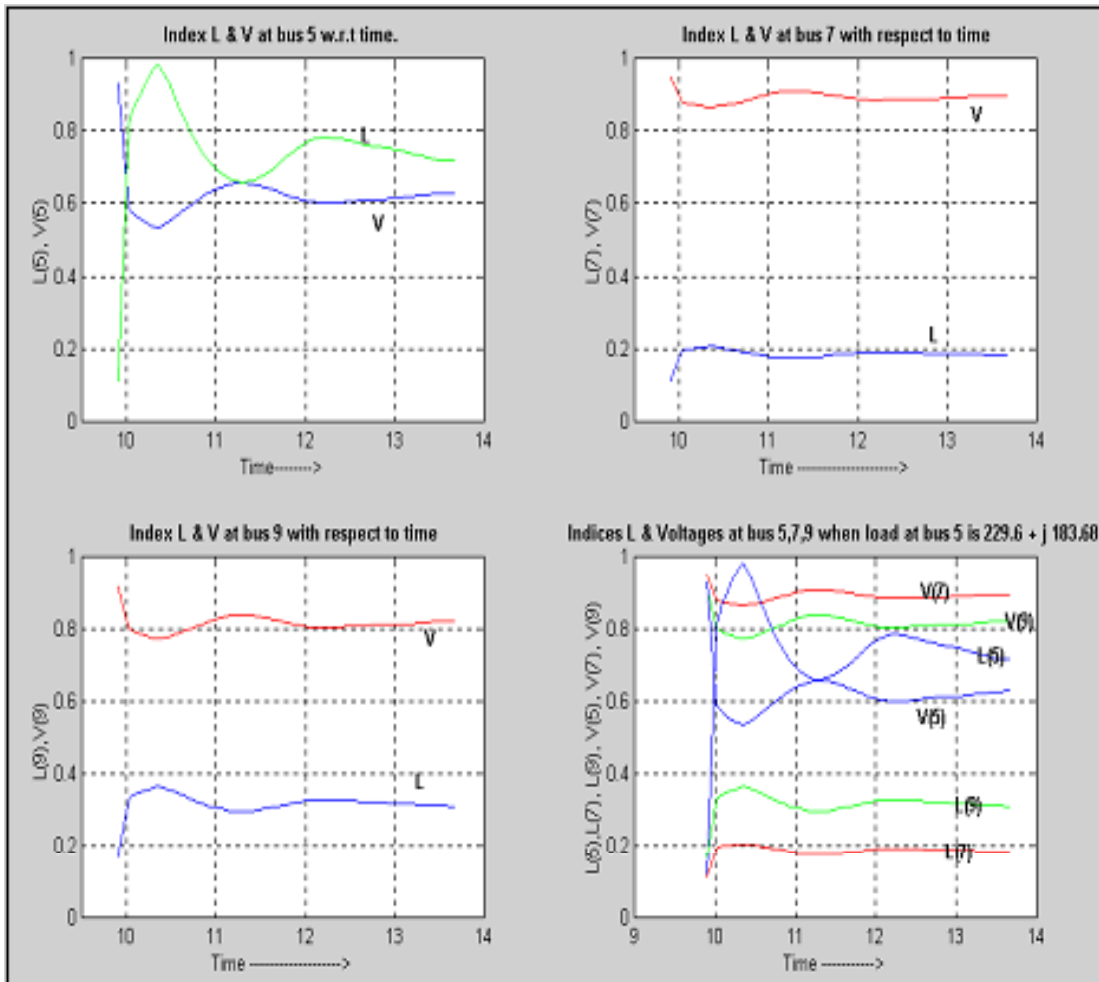 Index L & V at bus 5 w.r.t time.
1
0.8
0.6
0.4
0.2
0
L(5), V(5)
L
V
10 11 12 13 14
Time------->
Index L & V at bus 7 with respect to time
1
0.8
0.6
0.4
0.2
0
L(7), V(7)
V
L
10 11 12 13 14
Time -------------------->
Index L & V at bus 9 with respect to time
1
0.8
0.6
0.4
0.2
0
L(9),V(9)
V
L
10 11 12 13 14
Time ------------------>
Indices L & Voltages at bus 5,7,9 when load at bus 5 is 229.6 + j 183.68
1
0.8
0.6
0.4
0.2
0
L(5),L(7), L(9), V(5), V(7), V(9)
V(7)
V(9)
L(5)
V(5)
L(9)
L(7)
9 10 11 12 13 14
Time ---------------->